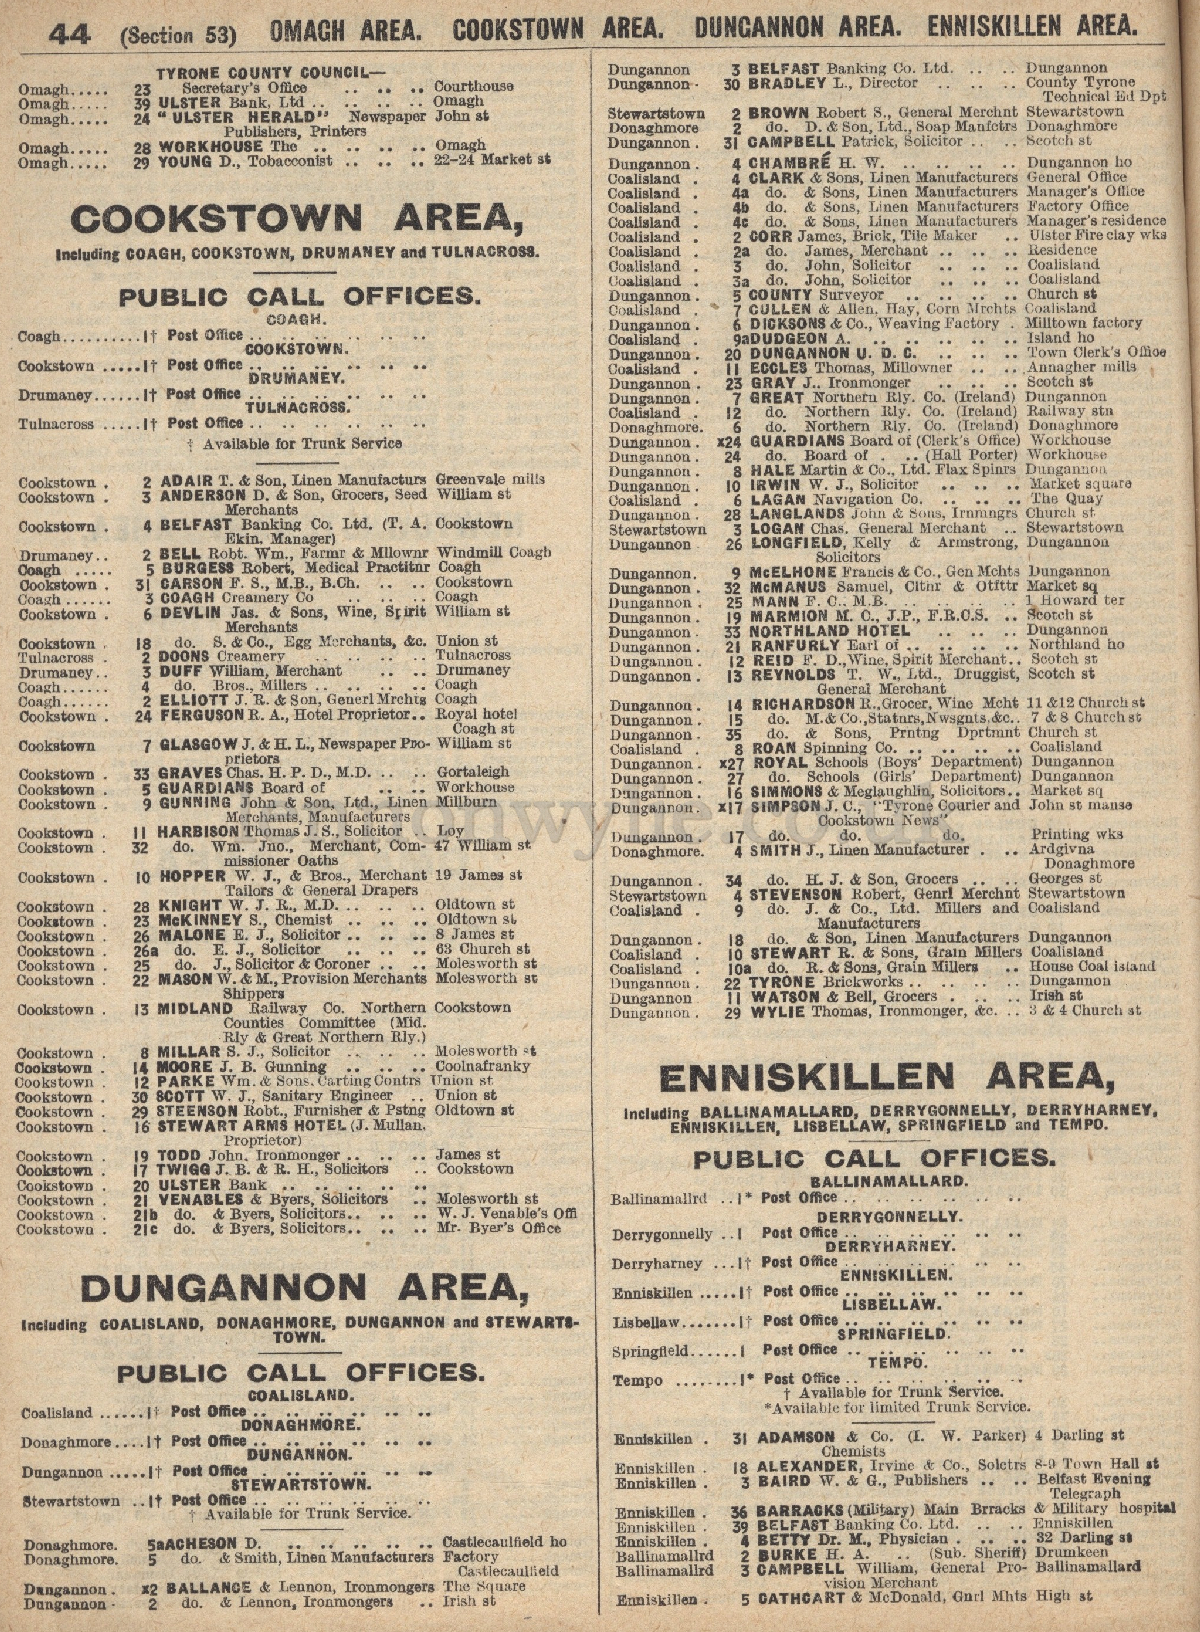 44 (Section 53) OMAGH AREA. COOKSTOWN AREA. DUNGANNON AREA. ENNISKILLEN AREA.
TYRONE COUNTY COUNCIL—
Omagh..... 23 Secretary's Office .. .. .. Courthouse
Omagh..... 39 ULSTER Bank, Ltd .. .. .. .. Omagh
Omagh..... 24 "ULSTER HERALD" Newspaper John st
Publishers, Printers
Omagh..... 28 WORKHOUSE The .. .. .. .. Omagh
Omagh..... 29 YOUNG D., Tobacconist .. .. .. 22-24 Market st
COOKSTOWN AREA,
Including COAGH, COOKSTOWN, DRUMANEY and TULNACROSS.
PUBLIC CALL OFFICES.
COAGH.
Coagh..........1† Post Office .. .. .. .. .. .. ..
COOKSTOWN.
Cookstown .....1† Post Office .. .. .. .. .. .. ..
DRUMANEY.
Drumaney......1† Post Office .. .. .. .. .. .. ..
TULNACROSS.
Tulnacross .....1† Post Office .. .. .. .. .. .. ..
† Available for Trunk Service
Cookstown . 2 ADAIR T. & Son, Linen Manufacturs Greenvale mills
Cookstown . 3 ANDERSON D. & Son, Grocers, Seed William st
Merchants
Cookstown . 4 BELFAST Banking Co. Ltd. (T. A. Cookstown
Ekin, Manager)
Drumaney.. 2 BELL Robt. Wm., Farmr & Mllownr Windmill Coagh
Coagh ..... 5 BURGESS Robert, Medical Practitnr Coagh
Cookstown . 31 CARSON F. S., M.B., B.Ch. .. .. Cookstown
Coagh...... 3 COAGH Creamery Co .. .. .. Coagh
Cookstown . 6 DEVLIN Jas. & Sons, Wine, Spirit William st
Merchants
Cookstown . 18 do. S. & Co., Egg Merchants, &c. Union st
Tulnacross . 2 DOONS Creamery .. .. .. .. Tulnacross
Drumaney.. 3 DUFF William, Merchant .. .. Drumaney
Coagh...... 4 do. Bros., Millers .. .. .. .. Coagh
Coagh...... 2 ELLIOTT J. R. & Son, Generl Mrchts Coagh
Cookstown . 24 FERGUSON R. A., Hotel Proprietor.. Royal hotel
Coagh st
Cookstown 7 GLASGOW J. & H. L., Newspaper Pro- William st
prietors
Cookstown . 33 GRAVES Chas. H. P. D., M.D. .. .. Gortaleigh
Cookstown . 5 GUARDIANS Board of .. .. .. Workhouse
Cookstown . 9 GUNNING John & Son, Ltd., Linen Millburn
Merchants, Manufacturers
Cookstown . 11 HARBISON Thomas J. S., Solicitor .. Loy
Cookstown . 32 do. Wm. Jno., Merchant, Com- 47 William st
missioner Oaths
Cookstown . 10 HOPPER W. J., & Bros., Merchant 19 James st
Tailors & General Drapers
Cookstown . 28 KNIGHT W. J. R., M.D. .. .. .. Oldtown st
Cookstown . 23 McKINNEY S., Chemist .. .. .. Oldtown st
Cookstown . 26 MALONE E. J., Solicitor .. .. .. 8 James st
Cookstown . 26a do. E. J., Solicitor .. .. .. 63 Church st
Cookstown . 25 do. J., Solicitor & Coroner .. .. Molesworth st
Cookstown . 22 MASON W. & M., Provision Merchants Molesworth st
Shippers
Cookstown . 13 MIDLAND Railway Co. Northern Cookstown
Counties Committee (Mid.
Rly & Great Northern Rly.)
Cookstown . 8 MILLAR S. J., Solicitor .. .. .. Molesworth st
Cookstown . 14 MOORE J. B. Gunning .. .. .. Coolnafranky
Cookstown . 12 PARKE Wm. & Sons. Carting Contrs Union st
Cookstown . 30 SCOTT W. J., Sanitary Engineer .. Union st
Cookstown . 29 STEENSON Robt., Furnisher & Pstng Oldtown st
Cookstown . 16 STEWART ARMS HOTEL (J. Mullan,
Proprietor)
Cookstown . 19 TODD John, Ironmonger .. .. .. James st
Cookstown . 17 TWIGG J. B. & R. H., Solicitors .. Cookstown
Cookstown . 20 ULSTER Bank .. .. .. .. ..
Cookstown . 21 VENABLES & Byers, Solicitors .. Molesworth st
Cookstown . 21b do. & Byers, Solicitors.. .. .. W. J. Venable's Offi
Cookstown . 21c do. & Byers, Solicitors.. .. .. Mr. Byer's Office
DUNGANNON AREA,
Including COALISLAND, DONAGHMORE, DUNGANNON and STEWARTS-
TOWN.
PUBLIC CALL OFFICES.
COALISLAND.
Coalisland ......1† Post Office .. .. .. .. .. .. ..
DONAGHMORE.
Donaghmore....1† Post Office .. .. .. .. .. .. ..
DUNGANNON.
Dungannon .....1† Post Office .. .. .. .. .. .. ..
STEWARTSTOWN.
Stewartstown ..1† Post Office .. .. .. .. .. .. ..
† Available for Trunk Service.
Donaghmore. 5a ACHESON D. .. .. .. .. .. Castlecaulfield ho
Donaghmore. 5 do. & Smith, Linen Manufacturers Factory
Castlecaulfield
Dungannon . x2 BALLANCE & Lennon, Ironmongers The Square
Dungannon . 2 do. & Lennon, Ironmongers .. Irish st
Dungannon 3 BELFAST Banking Co. Ltd. .. .. Dungannon
Dungannon . 30 BRADLEY L., Director .. .. .. County Tyrone
Technical Ed Dpt
Stewartstown 2 BROWN Robert S., General Merchnt Stewartstown
Donaghmore 2 do. D. & Son, Ltd., Soap Manfctrs Donaghmore
Dungannon . 31 CAMPBELL Patrick, Solicitor .. .. Scotch st
Dungannon . 4 CHAMBRÉ H. W. .. .. .. .. Dungannon ho
Coalisland . 4 CLARK & Sons, Linen Manufacturers General Office
Coalisland . 4a do. & Sons, Linen Manufacturers Manager's Office
Coalisland . 4b do. & Sons, Linen Manufacturers Factory Office
Coalisland . 4c do. & Sons, Linen Manufacturers Manager's residence
Coalisland . 2 CORR James, Brick, Tile Maker .. Ulster Fire clay wks
Coalisland . 2a do. James, Merchant .. .. .. Residence
Coalisland . 3 do. John, Solicitor .. .. .. Coalisland
Coalisland . 3a do. John, Solicitor .. .. .. Coalisland
Dungannon . 5 COUNTY Surveyor .. .. .. .. Church st
Coalisland . 7 CULLEN & Allen, Hay, Corn Mrchts Coalisland
Dungannon . 6 DICKSONS & Co., Weaving Factory . Milltown factory
Coalisland . 9a DUDGEON A. .. .. .. .. .. Island ho
Dungannon . 20 DUNGANNON U. D. C. .. .. .. Town Clerk's Office
Coalisland . 11 ECCLES Thomas, Millowner .. .. Annagher mills
Dungannon . 23 GRAY J., Ironmonger .. .. .. Scotch st
Dungannon . 7 GREAT Northern Rly. Co. (Ireland) Dungannon
Coalisland . 12 do. Northern Rly. Co. (Ireland) Railway stn
Donaghmore. 6 do. Northern Rly. Co. (Ireland) Donaghmore
Dungannon . x24 GUARDIANS Board of (Clerk's Office) Workhouse
Dungannon . 24 do. Board of . .. (Hall Porter) Workhouse
Dungannon . 8 HALE Martin & Co., Ltd. Flax Spinrs Dungannon
Dungannon . 10 IRWIN W. J., Solicitor .. .. .. Market square
Coalisland . 6 LAGAN Navigation Co. .. .. .. The Quay
Dungannon . 28 LANGLANDS John & Sons, Irnmngrs Church st
Stewartstown 3 LOGAN Chas. General Merchant .. Stewartstown
Dungannon . 26 LONGFIELD, Kelly & Armstrong, Dungannon
Solicitors
Dungannon. 9 McELHONE Francis & Co., Gen Mchts Dungannon
Dungannon . 32 McMANUS Samuel, Cltnr & Otfttr Market sq
Dungannon . 25 MANN F. C., M.B. .. .. .. .. 1 Howard ter
Dungannon . 19 MARMION M. C., J.P., F.R.C.S. .. Scotch st
Dungannon . 33 NORTHLAND HOTEL .. .. .. Dungannon
Dungannon . 21 RANFURLY Earl of .. .. .. .. Northland ho
Dungannon . 12 REID F. D., Wine, Spirit Merchant.. Scotch st
Dungannon . 13 REYNOLDS T. W., Ltd., Druggist, Scotch st
General Merchant
Dungannon . 14 RICHARDSON R., Grocer, Wine Mcht 11 & 12 Church st
Dungannon . 15 do. M. & Co., Statnrs, Nwsgnts, &c.. 7 & 8 Church st
Dungannon . 35 do. & Sons, Prntng Dprtmnt Church st
Coalisland . 8 ROAN Spinning Co. .. .. .. .. Coalisland
Dungannon . x27 ROYAL Schools (Boys' Department) Dungannon
Dungannon . 27 do. Schools (Girls' Department) Dungannon
Dungannon . 16 SIMMONS & Meglaughlin, Solicitors.. Market sq
Dungannon . x17 SIMPSON J. C., "Tyrone Courier and John st manse
Cookstown News"
Dungannon . 17 do. do. do. Printing wks
Donaghmore. 4 SMITH J., Linen Manufacturer . .. Ardgivna
Donaghmore
Dungannon . 34 do. H. J. & Son, Grocers .. .. Georges st
Stewartstown 4 STEVENSON Robert, Genrl Merchnt Stewartstown
Coalisland . 9 do. J. & Co., Ltd. Millers and Coalisland
Manufacturers
Dungannon . 18 do. & Son, Linen Manufacturers Dungannon
Coalisland . 10 STEWART R. & Sons, Grain Millers Coalisland
Coalisland . 10a do. R. & Sons, Grain Millers .. House Coal island
Dungannon . 22 TYRONE Brickworks .. .. .. .. Dungannon
Dungannon 11 WATSON & Bell, Grocers . .. .. Irish st
Dungannon . 29 WYLIE Thomas, Ironmonger, &c. .. 3 & 4 Church st
ENNISKILLEN AREA,
Including BALLINAMALLARD, DERRYGONNELLY, DERRYHARNEY,
ENNISKILLEN, LISBELLAW, SPRINGFIELD and TEMPO.
PUBLIC CALL OFFICES.
BALLINAMALLARD.
Ballinamallrd ..1* Post Office .. .. .. .. .. .. ..
DERRYGONNELLY.
Derrygonnelly ..1 Post Office .. .. .. .. .. .. ..
DERRYHARNEY.
Derryharney ...1† Post Office .. .. .. .. .. .. ..
ENNISKILLEN.
Enniskillen .....1† Post Office .. .. .. .. .. .. ..
LISBELLAW.
Lisbellaw.......1† Post Office .. .. .. .. .. .. ..
SPRINGFIELD.
Springfield......1 Post Office .. .. .. .. .. .. ..
TEMPO.
Tempo ........1* Post Office .. .. .. .. .. .. ..
† Available for Trunk Service.
*Available for limited Trunk Service.
Enniskillen . 31 ADAMSON & Co. (I. W. Parker) 4 Darling st
Chemists
Enniskillen . 18 ALEXANDER, Irvine & Co., Solctrs 8-9 Town Hall st
Enniskillen . 3 BAIRD W. & G., Publishers .. .. Belfast Evening
Telegraph
Enniskillen . 36 BARRACKS (Military) Main Brracks & Military hospital
Enniskillen . 39 BELFAST Banking Co. Ltd. .. .. Enniskillen
Enniskillen . 4 BETTY Dr. M., Physician . .. .. 32 Darling st
Ballinamallrd 2 BURKE H. A. .. (Sub. Sheriff) Drumkeen
Ballinamallrd 3 CAMPBELL William, General Pro- Ballinamallard
vision Merchant
Enniskillen . 5 CATHCART & McDonald, Gnrl Mhts High st